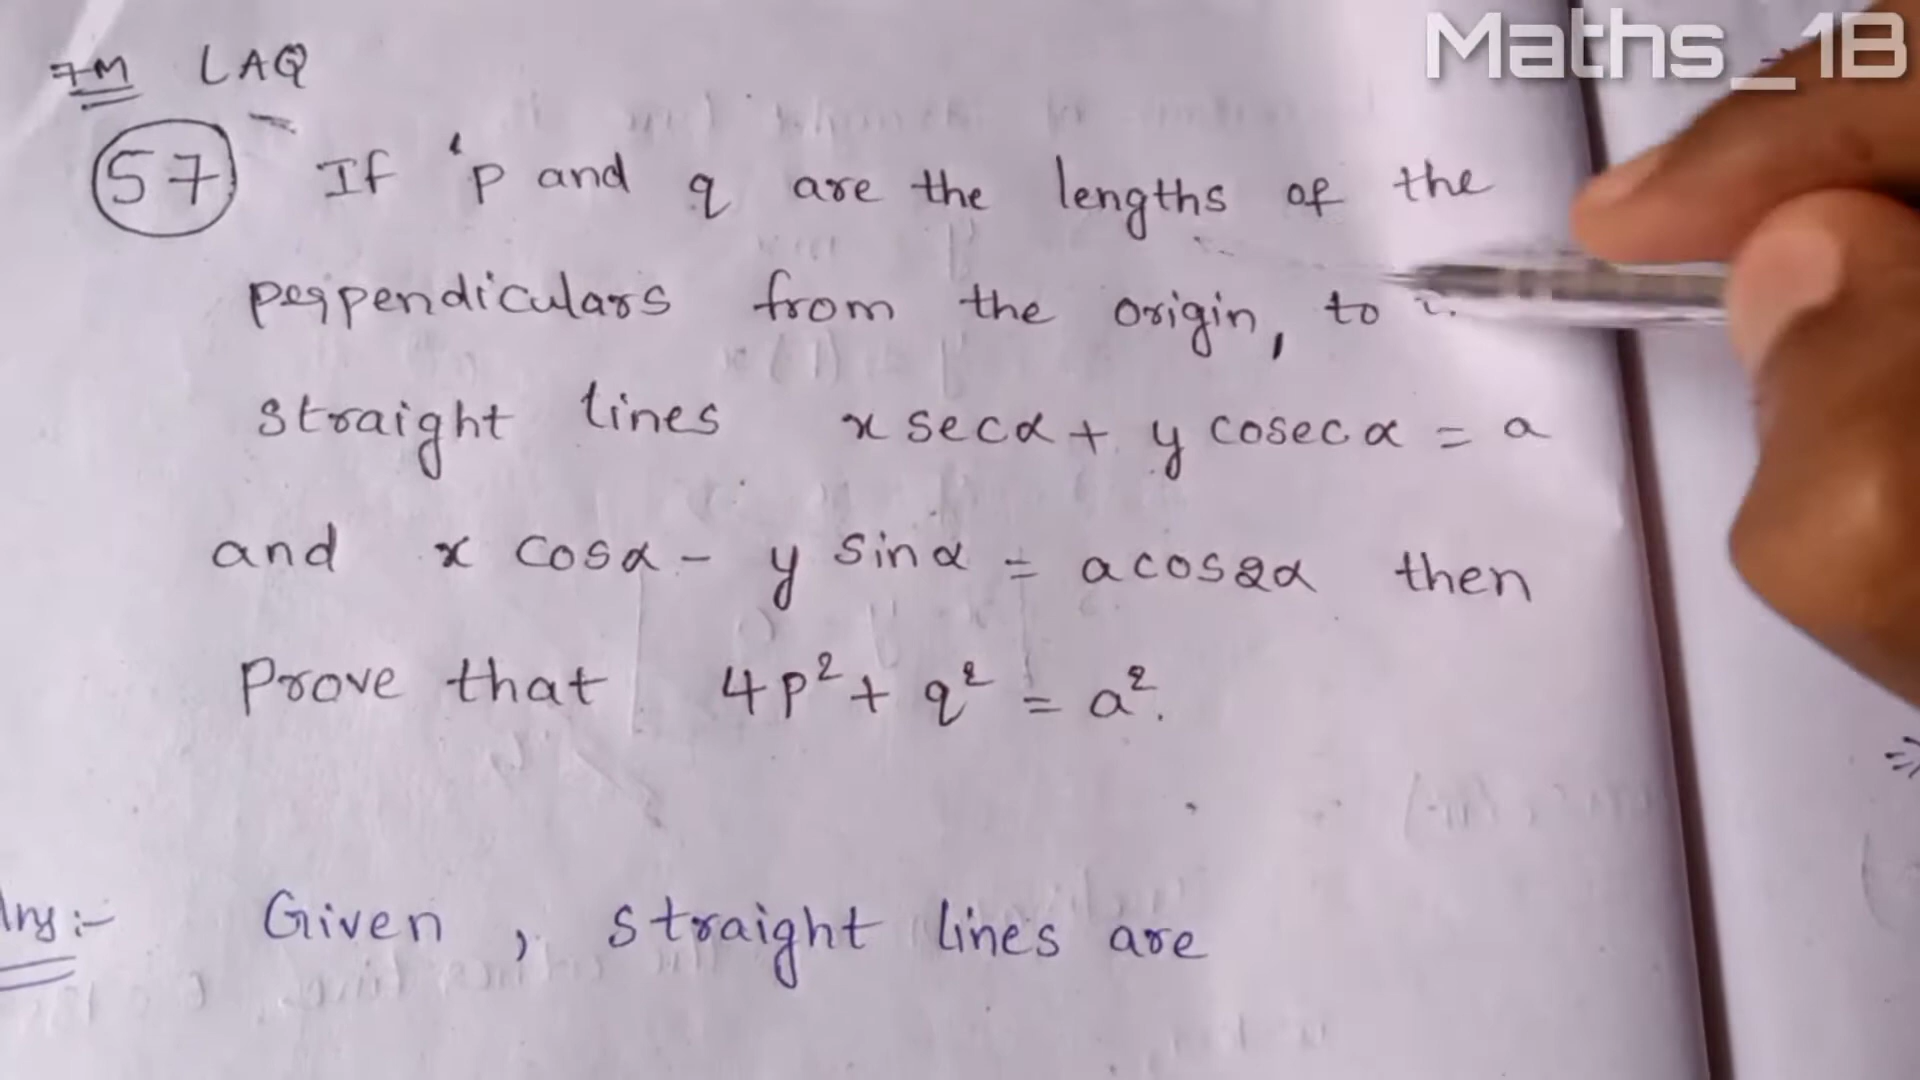 Maths_1B
7M LAQ
57 If 'p and q are the lengths of the
perpendiculars from the origin, to
straight lines x secα + y cosecα = a
and x cosα - y sinα = a cos2α then
Prove that 4p² + q² = a².
Ans:- Given, straight lines are